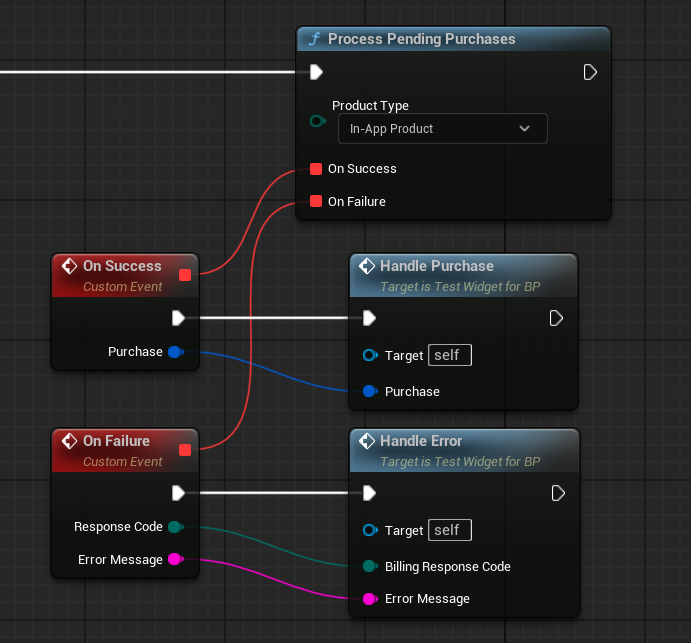 f Process Pending Purchases
Product Type
In-App Product
On Success
On Failure
On Success
Custom Event
Purchase
Handle Purchase
Target is Test Widget for BP
Target self
Purchase
On Failure
Custom Event
Response Code
Error Message
Handle Error
Target is Test Widget for BP
Target self
Billing Response Code
Error Message